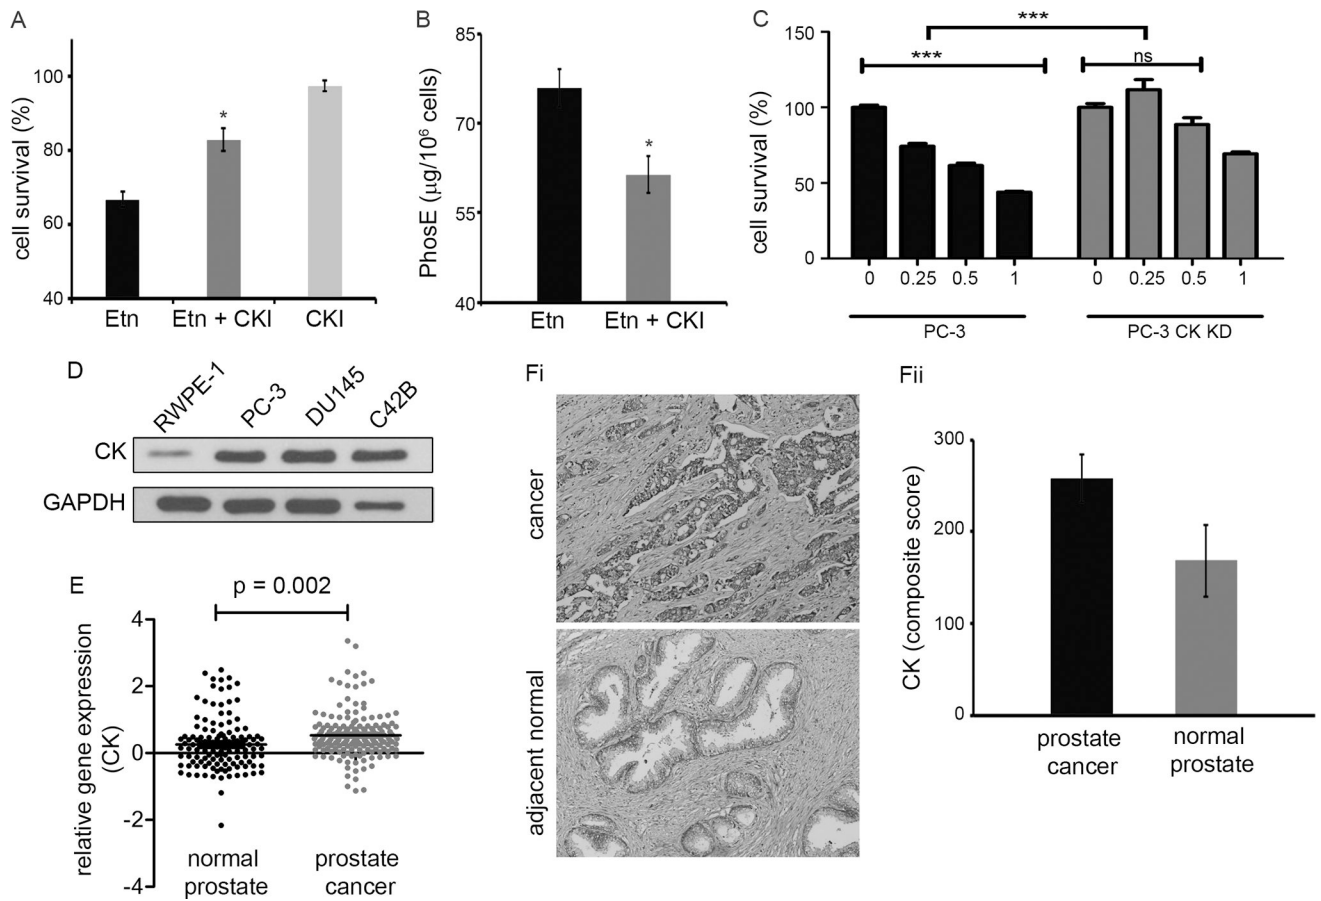 A
cell survival (%)
100
80
60
40
*
Etn
Etn + CKI
CKI
B
PhosE (µg/10⁶ cells)
85
70
55
40
*
Etn
Etn + CKI
C
cell survival (%)
150
100
50
0
***
***
ns
0 0.25 0.5 1
0 0.25 0.5 1
PC-3
PC-3 CK KD
D
RWPE-1
PC-3
DU145
C42B
CK
GAPDH
E
p = 0.002
relative gene expression
(CK)
4
2
0
-2
-4
normal
prostate
prostate
cancer
Fi
cancer
adjacent normal
Fii
CK (composite score)
300
200
100
0
prostate
cancer
normal
prostate